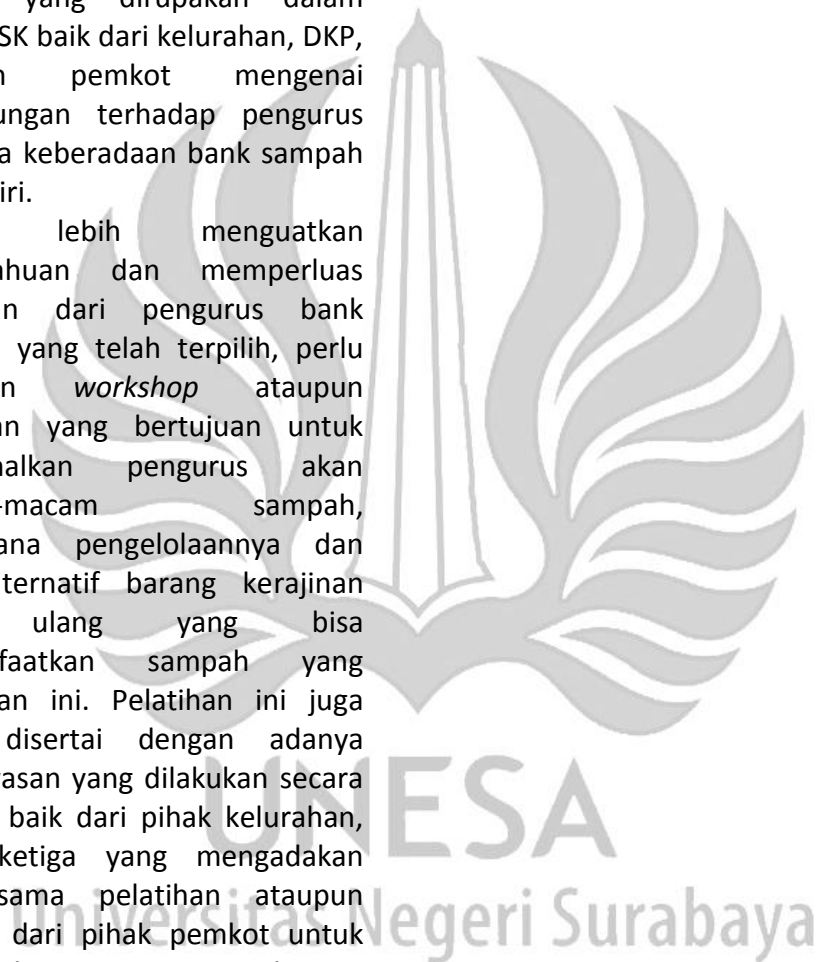 yang dirupakan dalam
SK baik dari kelurahan, DKP,
pemkot mengenai
ungan terhadap pengurus
a keberadaan bank sampah
iri.
lebih menguatkan
ahuan dan memperluas
n dari pengurus bank
yang telah terpilih, perlu
n workshop ataupun
an yang bertujuan untuk
nalkan pengurus akan
-macam sampah,
ana pengelolaannya dan
ternatif barang kerajinan
ulang yang bisa
faatkan sampah yang
an ini. Pelatihan ini juga
disertai dengan adanya
rasan yang dilakukan secara
baik dari pihak kelurahan,
ketiga yang mengadakan
sama pelatihan ataupun
dari pihak pemkot untuk
UNESA
Universitas Negeri Surabaya